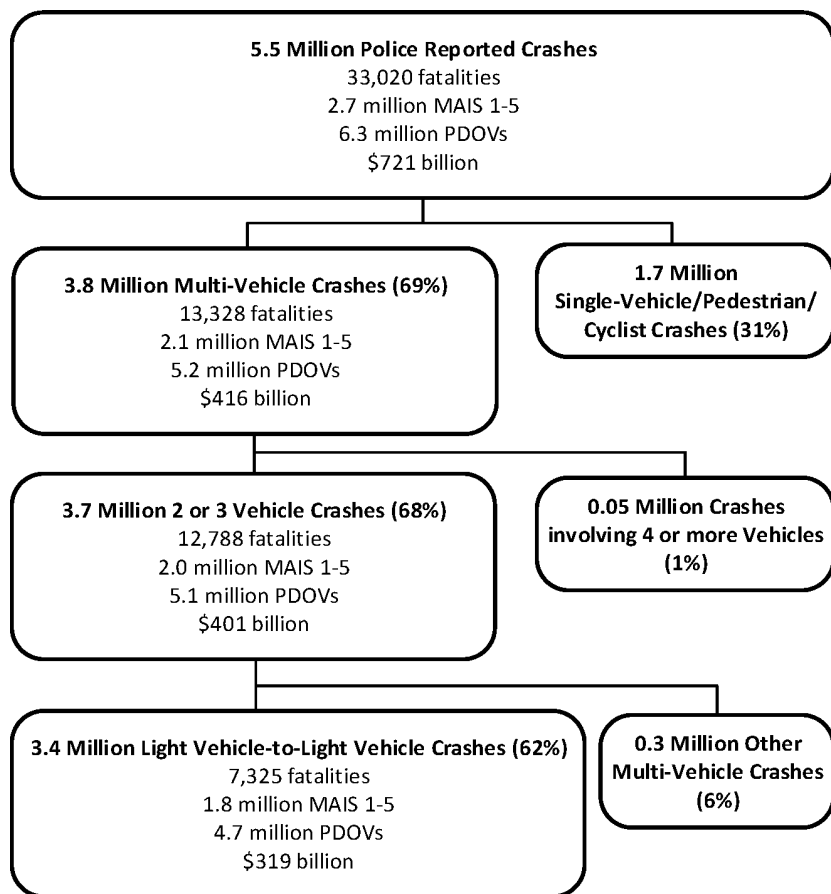 5.5 Million Police Reported Crashes
33,020 fatalities
2.7 million MAIS 1-5
6.3 million PDOVs
$721 billion
3.8 Million Multi-Vehicle Crashes (69%)
13,328 fatalities
2.1 million MAIS 1-5
5.2 million PDOVs
$416 billion
1.7 Million
Single-Vehicle/Pedestrian/
Cyclist Crashes (31%)
3.7 Million 2 or 3 Vehicle Crashes (68%)
12,788 fatalities
2.0 million MAIS 1-5
5.1 million PDOVs
$401 billion
0.05 Million Crashes
involving 4 or more Vehicles
(1%)
3.4 Million Light Vehicle-to-Light Vehicle Crashes (62%)
7,325 fatalities
1.8 million MAIS 1-5
4.7 million PDOVs
$319 billion
0.3 Million Other
Multi-Vehicle Crashes
(6%)